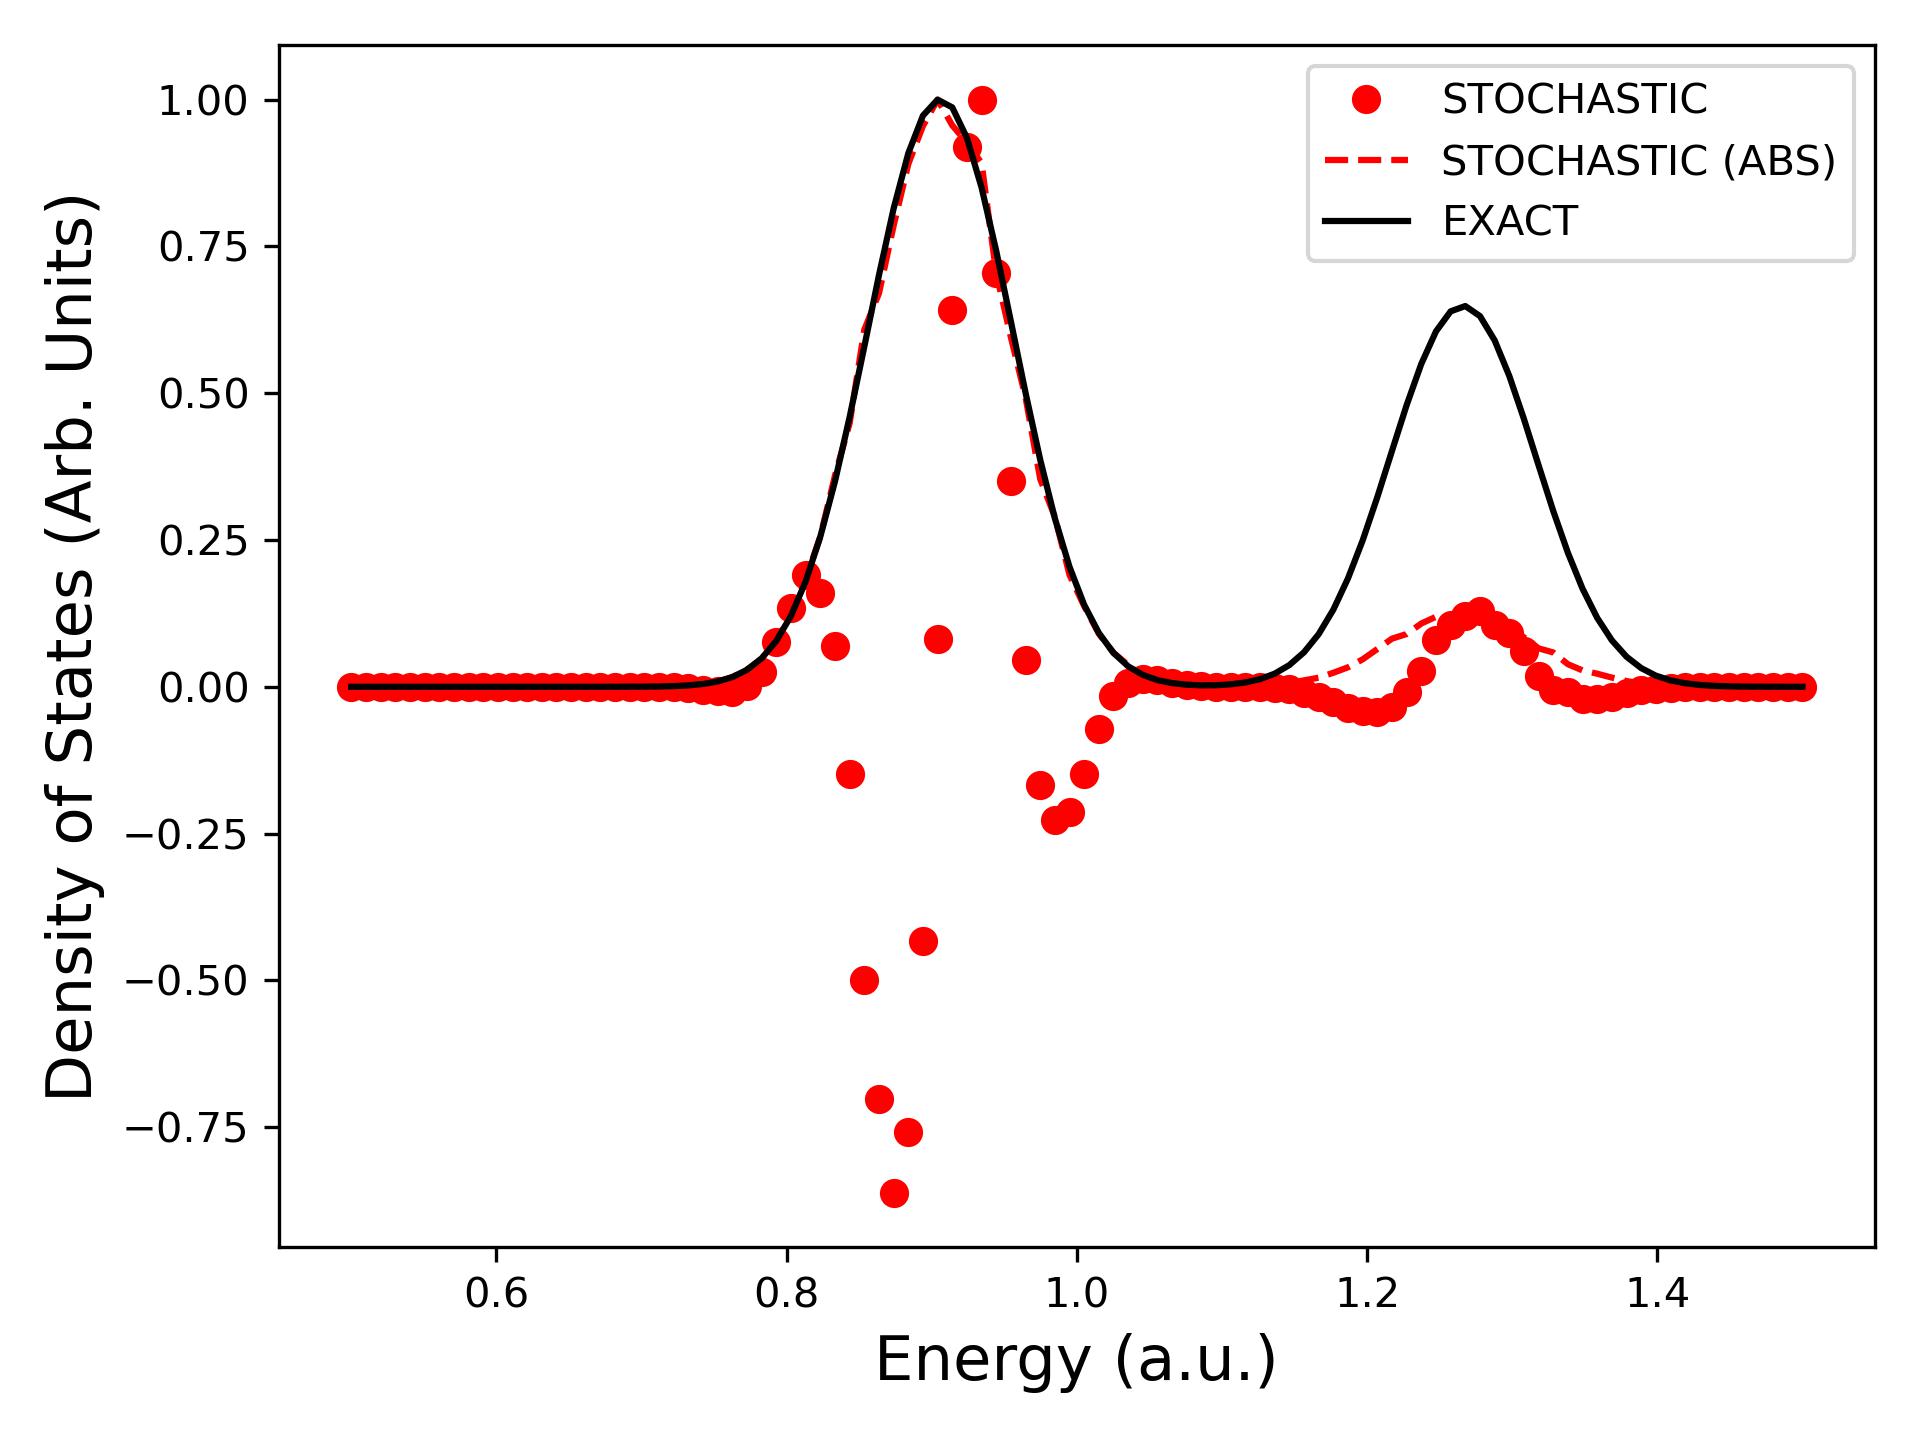 STOCHASTIC
STOCHASTIC (ABS)
EXACT
Density of States (Arb. Units)
1.00
0.75
0.50
0.25
0.00
−0.25
−0.50
−0.75
0.6 0.8 1.0 1.2 1.4
Energy (a.u.)